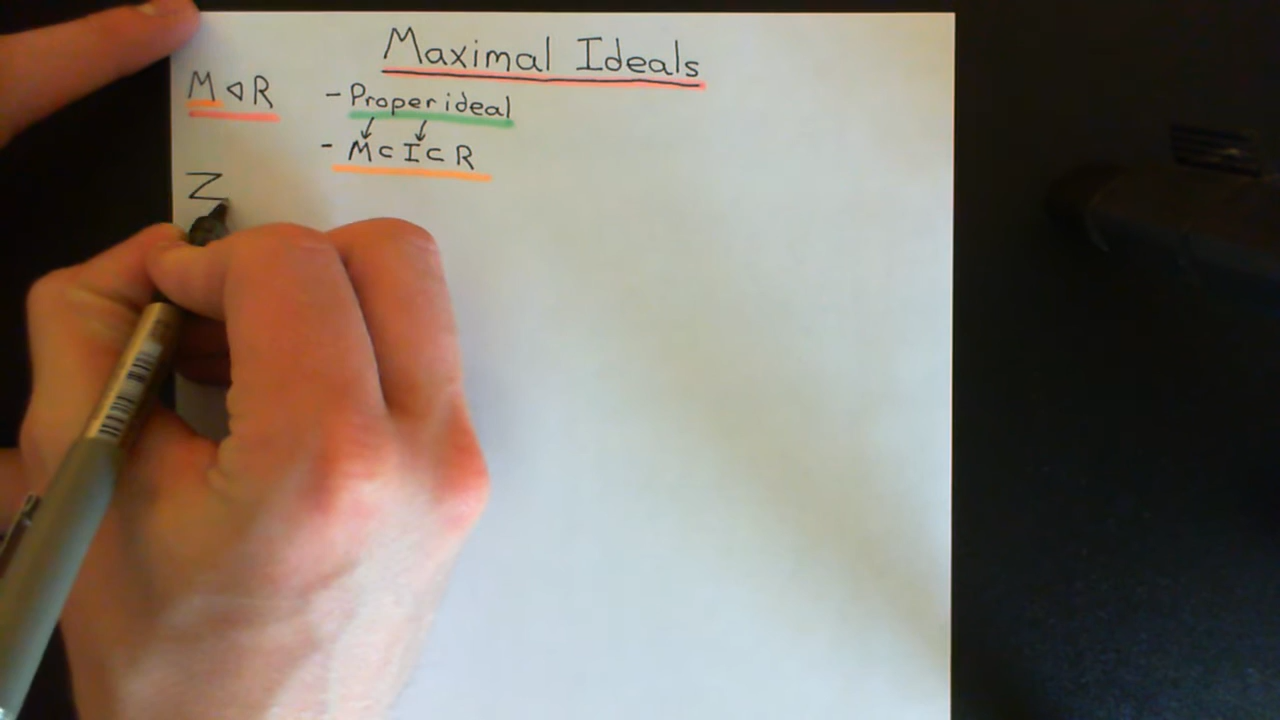 Maximal Ideals
M ⊲ R - Proper ideal
↓ ↓
- M ⊂ I ⊂ R
Z